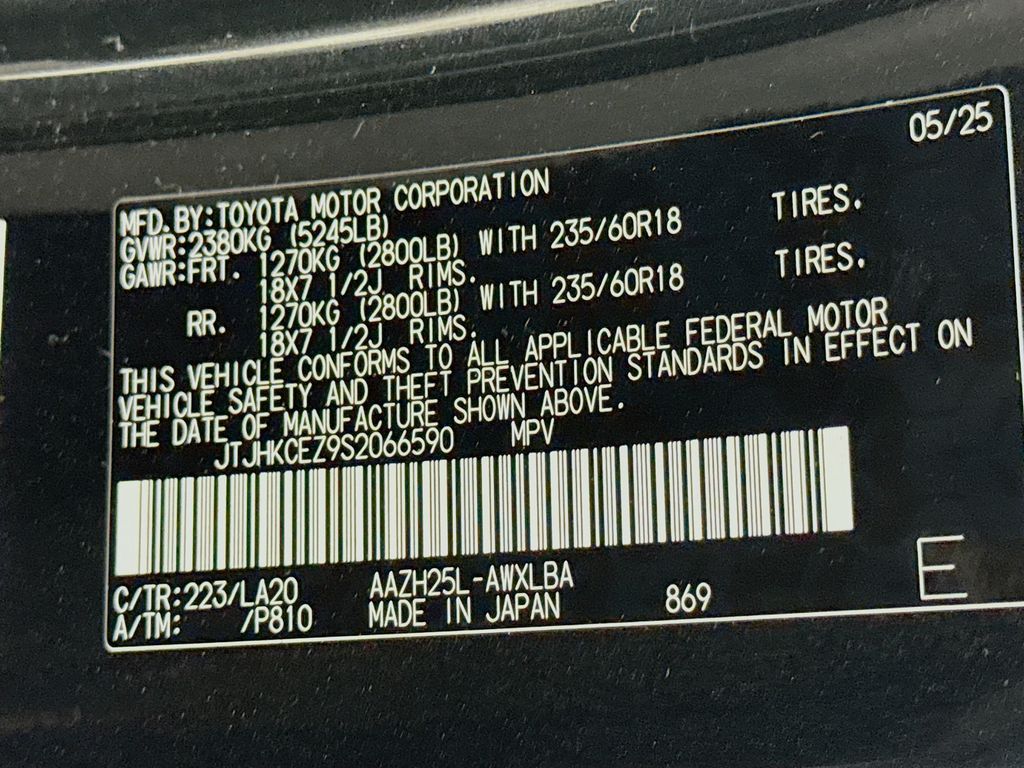 05/25
MFD.BY:TOYOTA MOTOR CORPORATION
GVWR:2380KG (5245LB)
GAWR:FRT. 1270KG (2800LB) WITH 235/60R18 TIRES.
18X7 1/2J RIMS.
RR. 1270KG (2800LB) WITH 235/60R18 TIRES.
18X7 1/2J RIMS.
THIS VEHICLE CONFORMS TO ALL APPLICABLE FEDERAL MOTOR
VEHICLE SAFETY AND THEFT PREVENTION STANDARDS IN EFFECT ON
THE DATE OF MANUFACTURE SHOWN ABOVE.
JTJHKCEZ9S2066590 MPV
C/TR:223/LA20 AAZH25L-AWXLBA
A/TM: /P810 MADE IN JAPAN 869 E